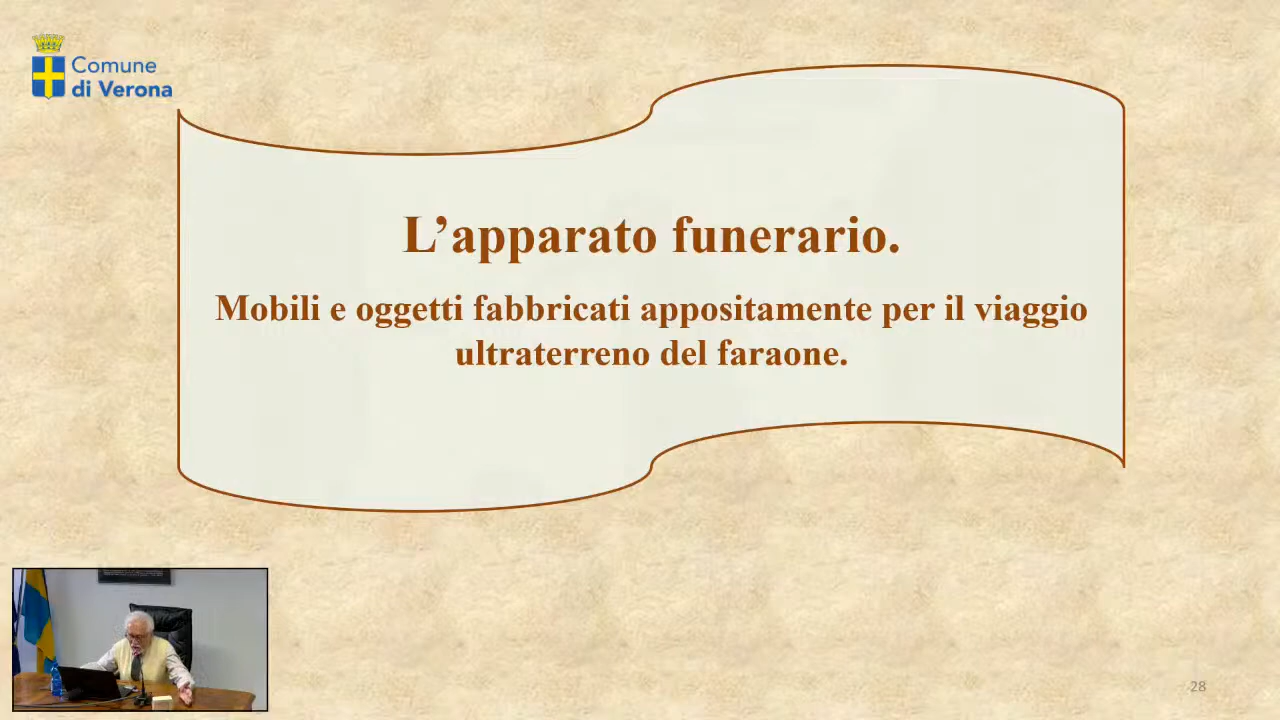 Comune
di Verona
L’apparato funerario.
Mobili e oggetti fabbricati appositamente per il viaggio
ultraterreno del faraone.
28